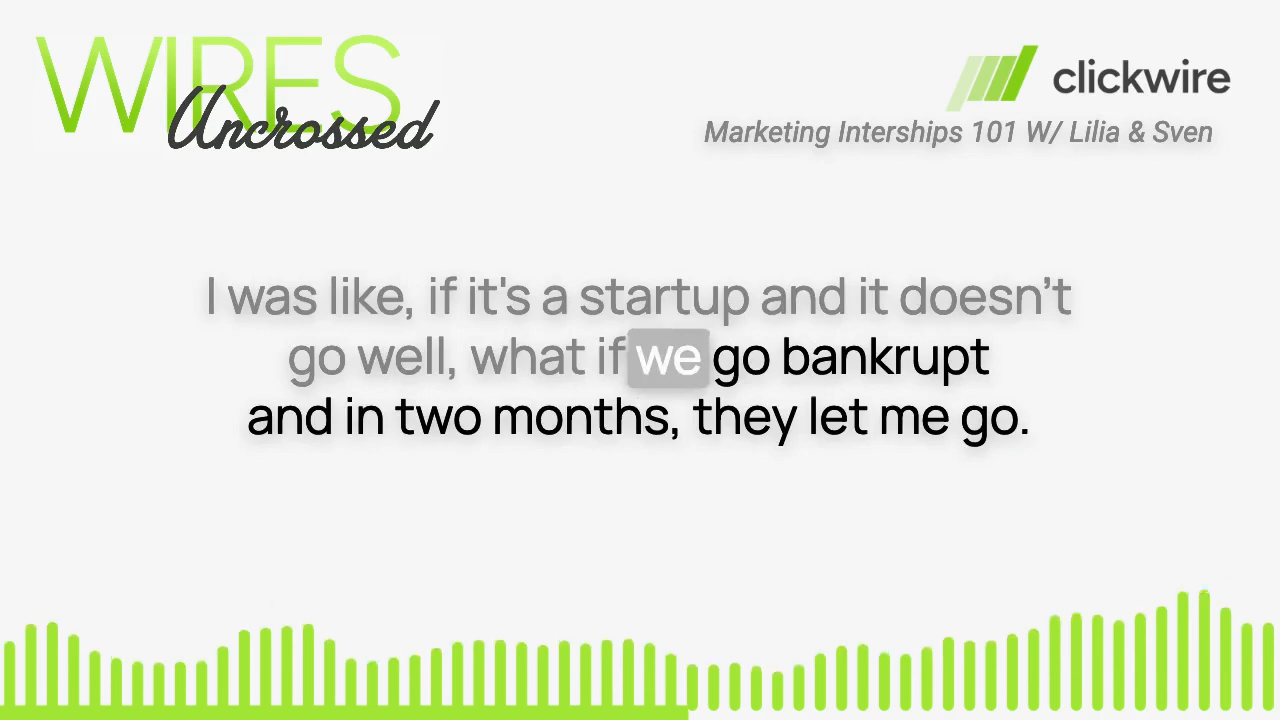 WIRES
Uncrossed
clickwire
Marketing Interships 101 W/ Lilia & Sven
I was like, if it's a startup and it doesn't
go well, what if we go bankrupt
and in two months, they let me go.